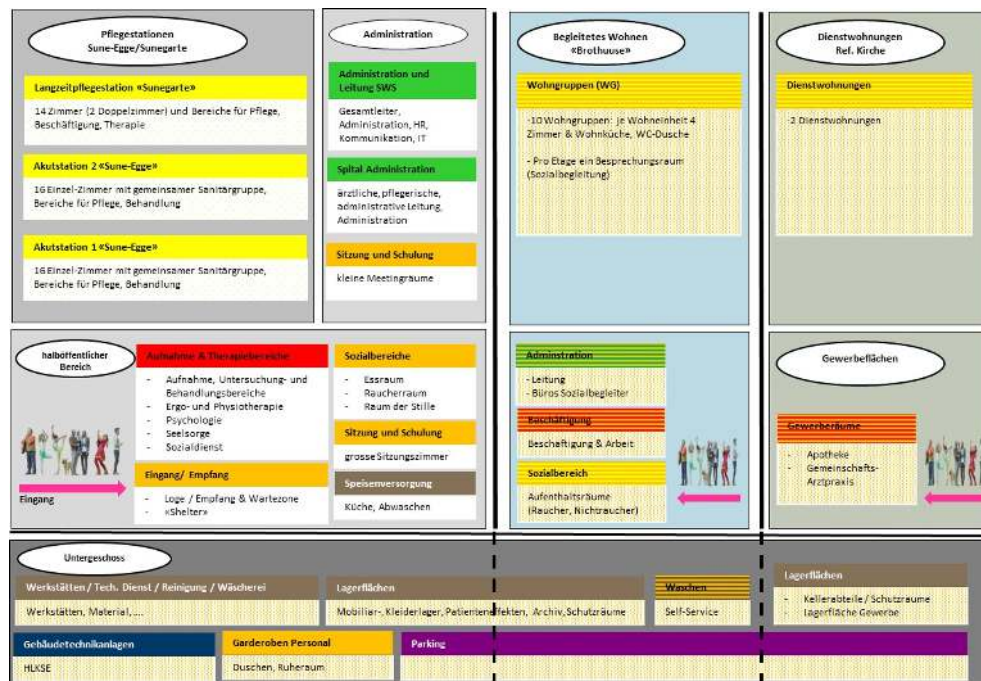 Pflegestationen
Sune-Egge/Sunegarte
Langzeitpflegestation «Sunegarte»
14 Zimmer (2 Doppelzimmer) und Bereiche für Pflege,
Beschäftigung, Therapie
Akutstation 2 «Sune-Egge»
16 Einzel-Zimmer mit gemeinsamer Sanitärgruppe,
Bereiche für Pflege, Behandlung
Akutstation 1 «Sune-Egge»
16 Einzel-Zimmer mit gemeinsamer Sanitärgruppe,
Bereiche für Pflege, Behandlung
Administration
Administration und
Leitung SWS
Gesamtleiter,
Administration, HR,
Kommunikation, IT
Spital Administration
ärztliche, pflegerische,
administrative Leitung,
Administration
Sitzung und Schulung
kleine Meetingräume
Begleitetes Wohnen
«Brothuuse»
Wohngruppen (WG)
-10 Wohngruppen: je Wohneinheit 4
Zimmer & Wohnküche, WC-Dusche
- Pro Etage ein Besprechungsraum
(Sozialbegleitung)
Dienstwohnungen
Ref. Kirche
Dienstwohnungen
-2 Dienstwohnungen
halböffentlicher
Bereich
Eingang
Aufnahme & Therapiebereiche
- Aufnahme, Untersuchung- und
Behandlungsbereiche
- Ergo- und Physiotherapie
- Psychologie
- Seelsorge
- Sozialdienst
Eingang/ Empfang
- Loge / Empfang & Wartezone
- «Shelter»
Sozialbereiche
- Essraum
- Raucherraum
- Raum der Stille
Sitzung und Schulung
grosse Sitzungszimmer
Speisenversorgung
Küche, Abwaschen
Adminstration
- Leitung
- Büros Sozialbegleiter
Beschäftigung
Beschäftigung & Arbeit
Sozialbereich
Aufenthaltsräume
(Raucher, Nichtraucher)
Gewerbeflächen
Gewerberäume
- Apotheke
- Gemeinschafts-
Arztpraxis
Untergeschoss
Werkstätten / Tech. Dienst / Reinigung / Wäscherei
Werkstätten, Material, ....
Lagerflächen
Mobiliar-, Kleiderlager, Patienteneffekten, Archiv, Schutzräume
Waschen
Self-Service
Lagerflächen
- Kellerabteile / Schutzräume
- Lagerfläche Gewerbe
Gebäudetechnikanlagen
HLKSE
Garderoben Personal
Duschen, Ruheraum
Parking